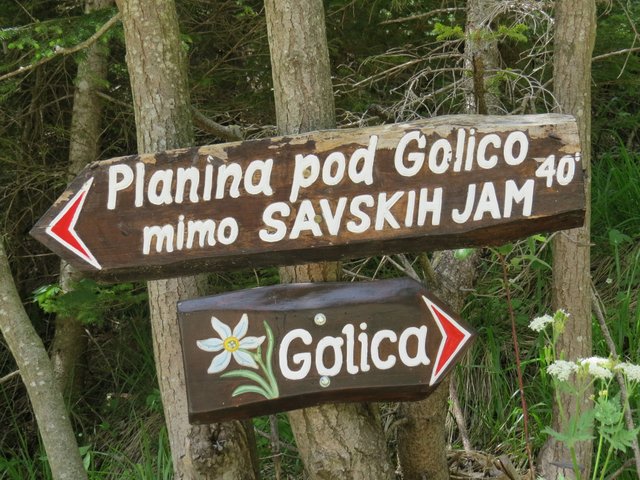 Planina pod Golico
mimo SAVSKIH JAM 40'
Golica